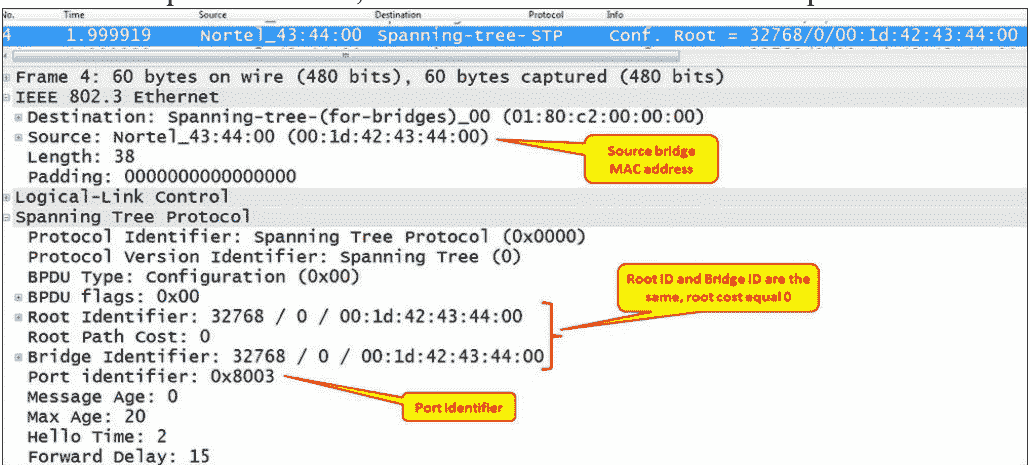 No. Time Source Destination Protocol Info
4 1.999919 Nortel_43:44:00 Spanning-tree- STP Conf. Root = 32768/0/00:1d:42:43:44:00
Frame 4: 60 bytes on wire (480 bits), 60 bytes captured (480 bits)
IEEE 802.3 Ethernet
Destination: Spanning-tree-(for-bridges)_00 (01:80:c2:00:00:00)
Source: Nortel_43:44:00 (00:1d:42:43:44:00)
Source bridge
MAC address
Length: 38
Padding: 0000000000000000
Logical-Link Control
Spanning Tree Protocol
Protocol Identifier: Spanning Tree Protocol (0x0000)
Protocol Version Identifier: Spanning Tree (0)
BPDU Type: Configuration (0x00)
Root ID and Bridge ID are the
same, root cost equal 0
BPDU flags: 0x00
Root Identifier: 32768 / 0 / 00:1d:42:43:44:00
Root Path Cost: 0
Bridge Identifier: 32768 / 0 / 00:1d:42:43:44:00
Port identifier: 0x8003
Port identifier
Message Age: 0
Max Age: 20
Hello Time: 2
Forward Delay: 15